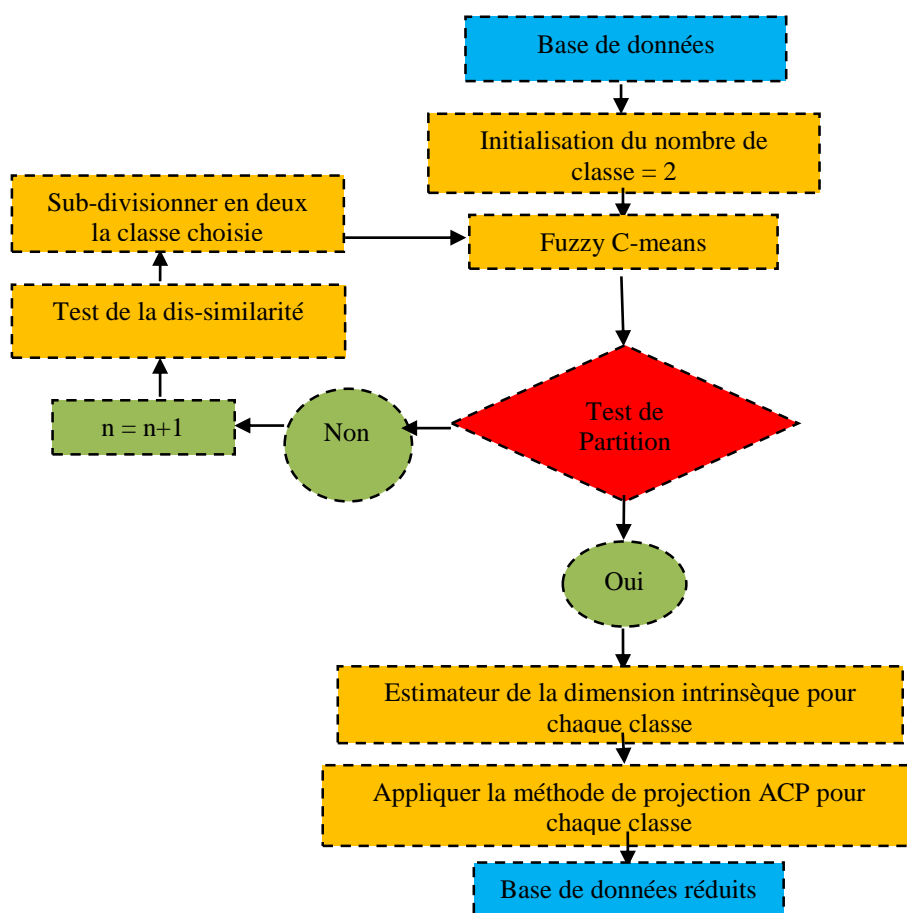 Base de données
Initialisation du nombre de
classe = 2
Sub-divisionner en deux
la classe choisie
Fuzzy C-means
Test de la dis-similarité
n = n+1
Non
Test de
Partition
Oui
Estimateur de la dimension intrinsèque pour
chaque classe
Appliquer la méthode de projection ACP pour
chaque classe
Base de données réduits